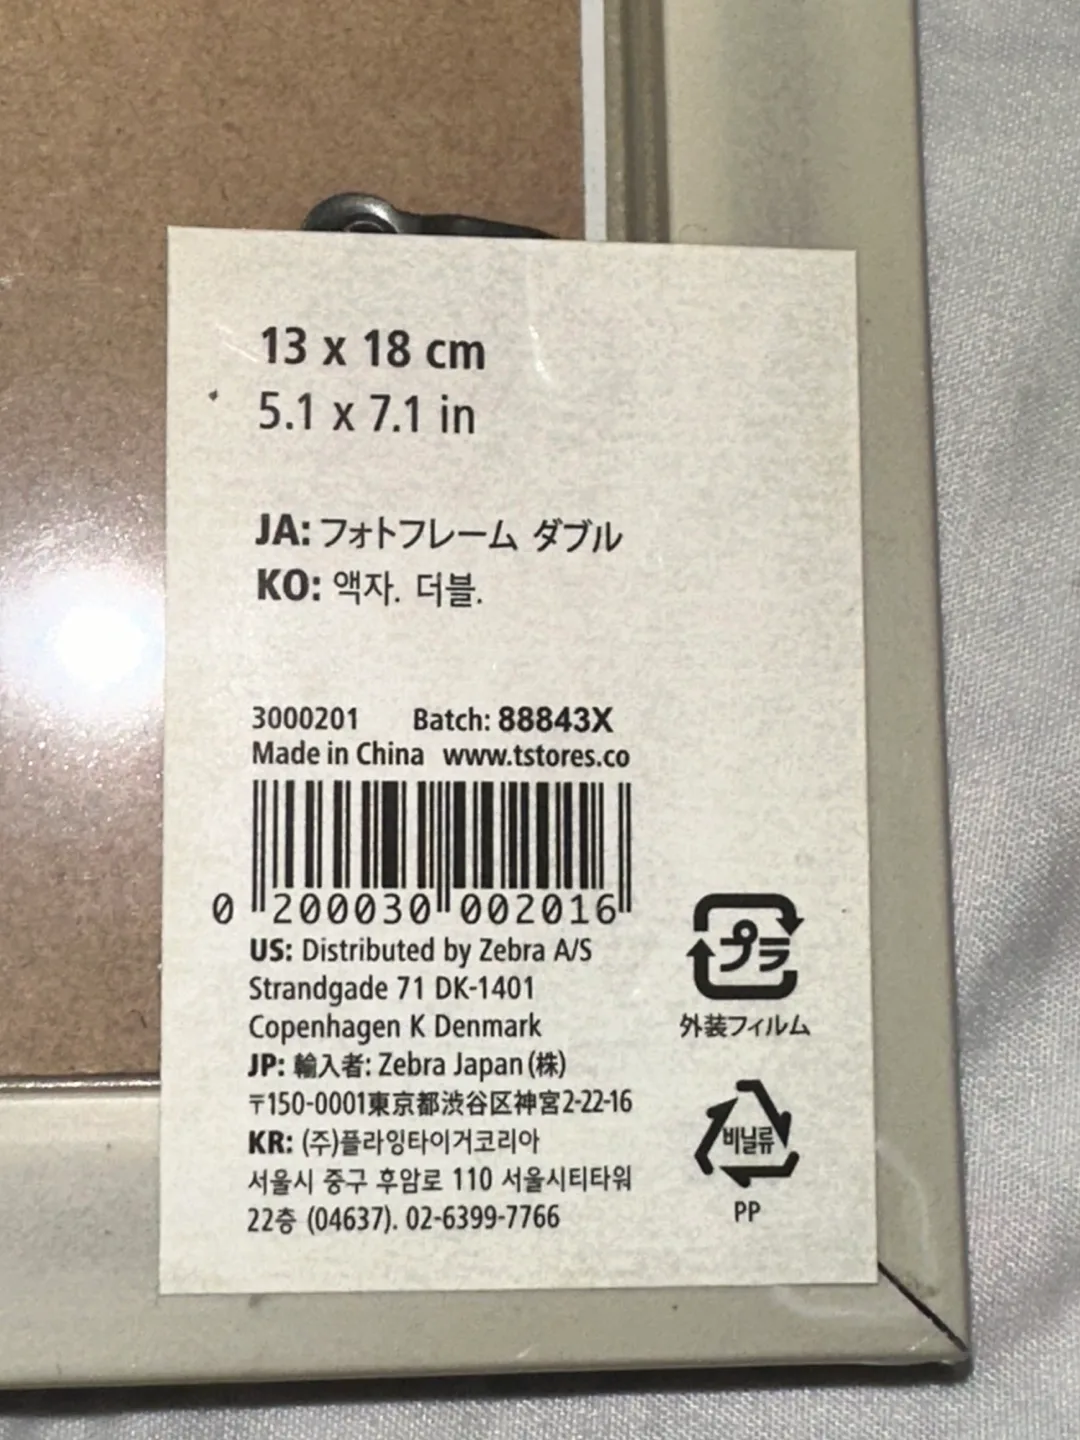 13 x 18 cm
5.1 x 7.1 in
JA: フォトフレーム ダブル
KO: 액자. 더블.
3000201 Batch: 88843X
Made in China www.tstores.co
0 200030 002016
US: Distributed by Zebra A/S
Strandgade 71 DK-1401
Copenhagen K Denmark
JP: 輸入者: Zebra Japan(株)
〒150-0001東京都渋谷区神宮2-22-16
KR: (주)플라잉타이거코리아
서울시 중구 후암로 110 서울시티타워
22층 (04637). 02-6399-7766
プラ
外装フィルム
비닐류
PP